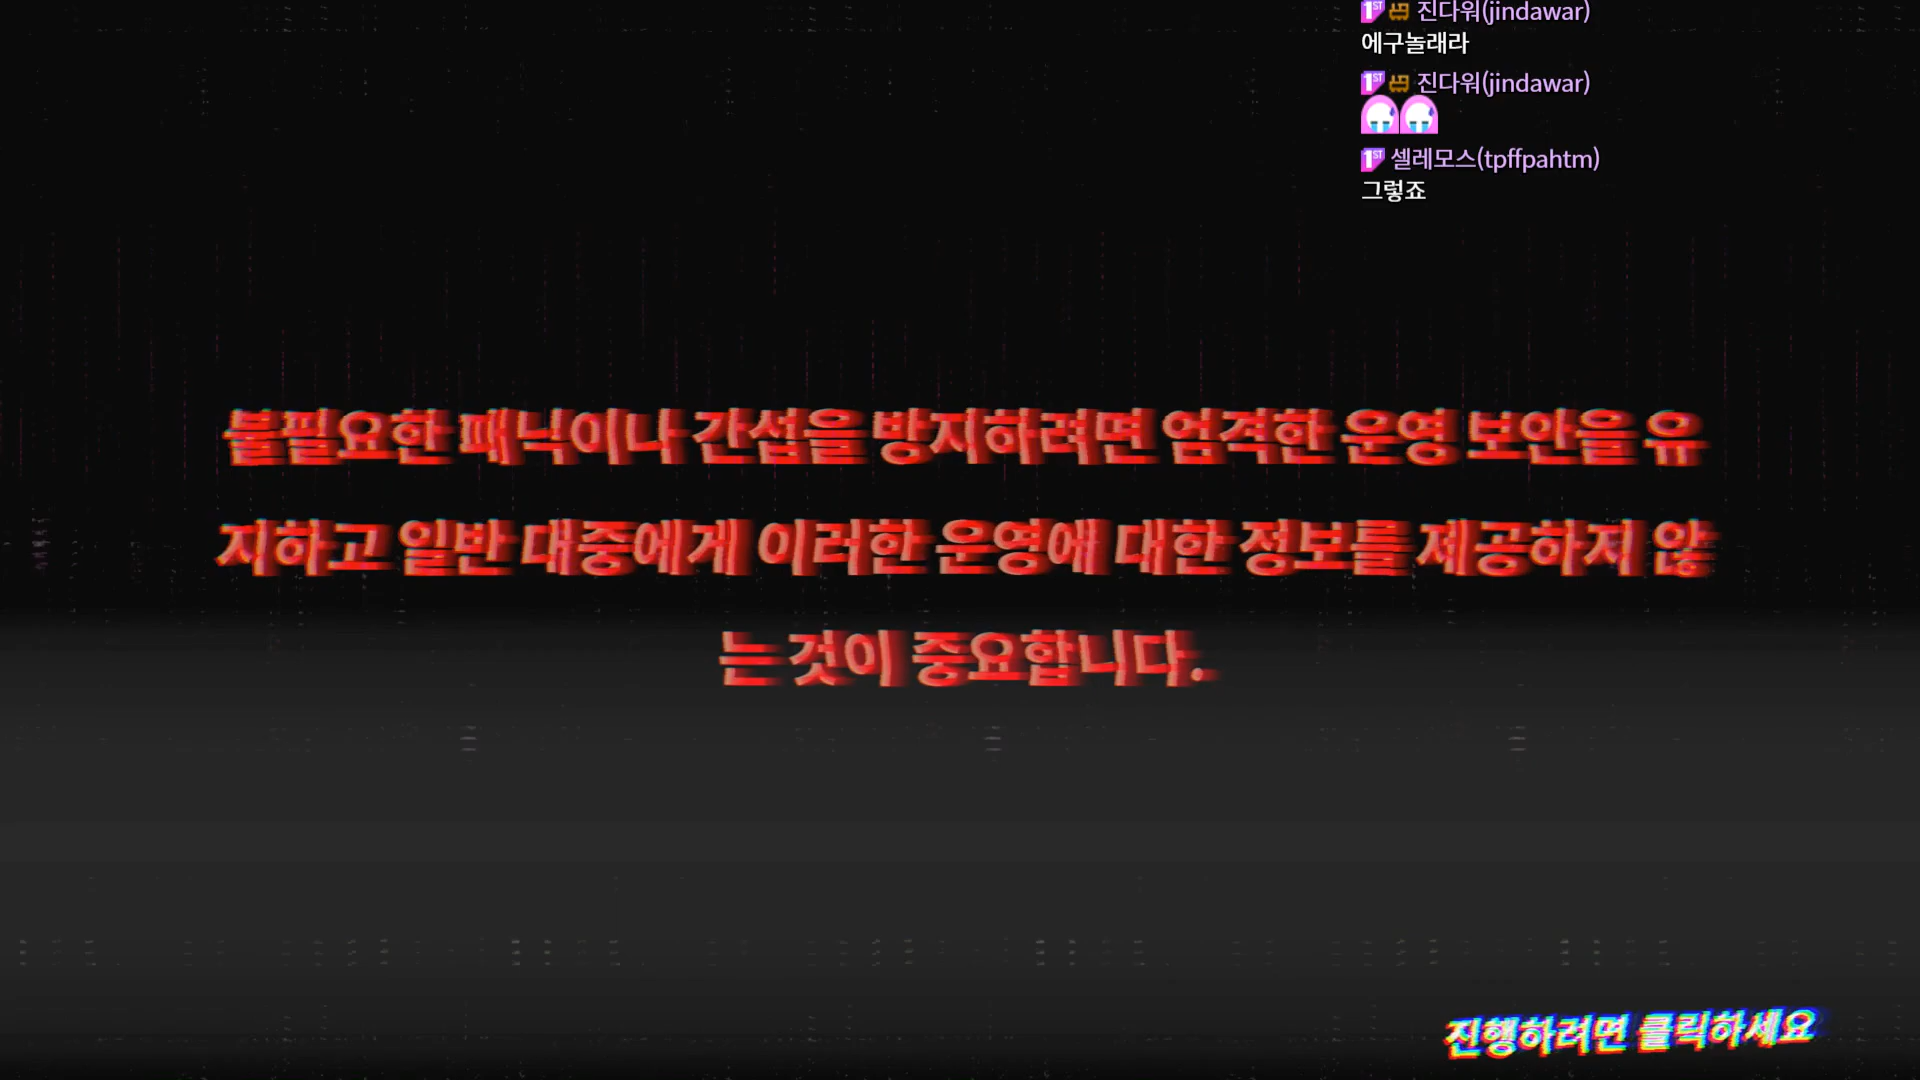 1ST 진다워(jindawar)
에구놀래라
1ST 진다워(jindawar)
1ST 셀레모스(tpffpahtm)
그렇죠
불필요한 패닉이나 간섭을 방지하려면 엄격한 운영 보안을 유
지하고 일반 대중에게 이러한 운영에 대한 정보를 제공하지 않
는 것이 중요합니다.
진행하려면 클릭하세요